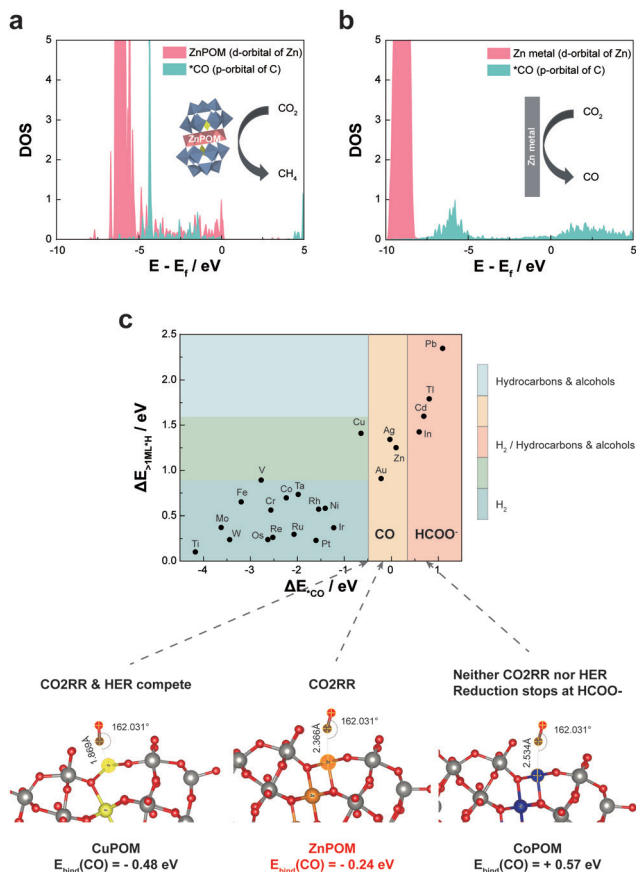 a
ZnPOM (d-orbital of Zn)
*CO (p-orbital of C)
DOS
5
4
3
2
1
0
-10
-5
0
5
E - Ef / eV
ZnPOM
CO2
CH4
b
Zn metal (d-orbital of Zn)
*CO (p-orbital of C)
DOS
5
4
3
2
1
0
-10
-5
0
5
E - Ef / eV
Zn metal
CO2
CO
c
ΔE>1ML*H / eV
2.5
2.0
1.5
1.0
0.5
0.0
-4
-3
-2
-1
0
1
ΔE*CO / eV
Pb
Tl
Cd
In
Cu
Ag
Zn
Au
V
Fe
Co
Ta
Cr
Rh
Ni
Mo
W
Os
Re
Ru
Pt
Ir
Ti
CO
HCOO-
Hydrocarbons & alcohols
H2 / Hydrocarbons & alcohols
H2
CO2RR & HER compete
1.869Å
162.031°
CuPOM
Ebind(CO) = - 0.48 eV
CO2RR
2.366Å
162.031°
ZnPOM
Ebind(CO) = - 0.24 eV
Neither CO2RR nor HER
Reduction stops at HCOO-
2.534Å
162.031°
CoPOM
Ebind(CO) = + 0.57 eV